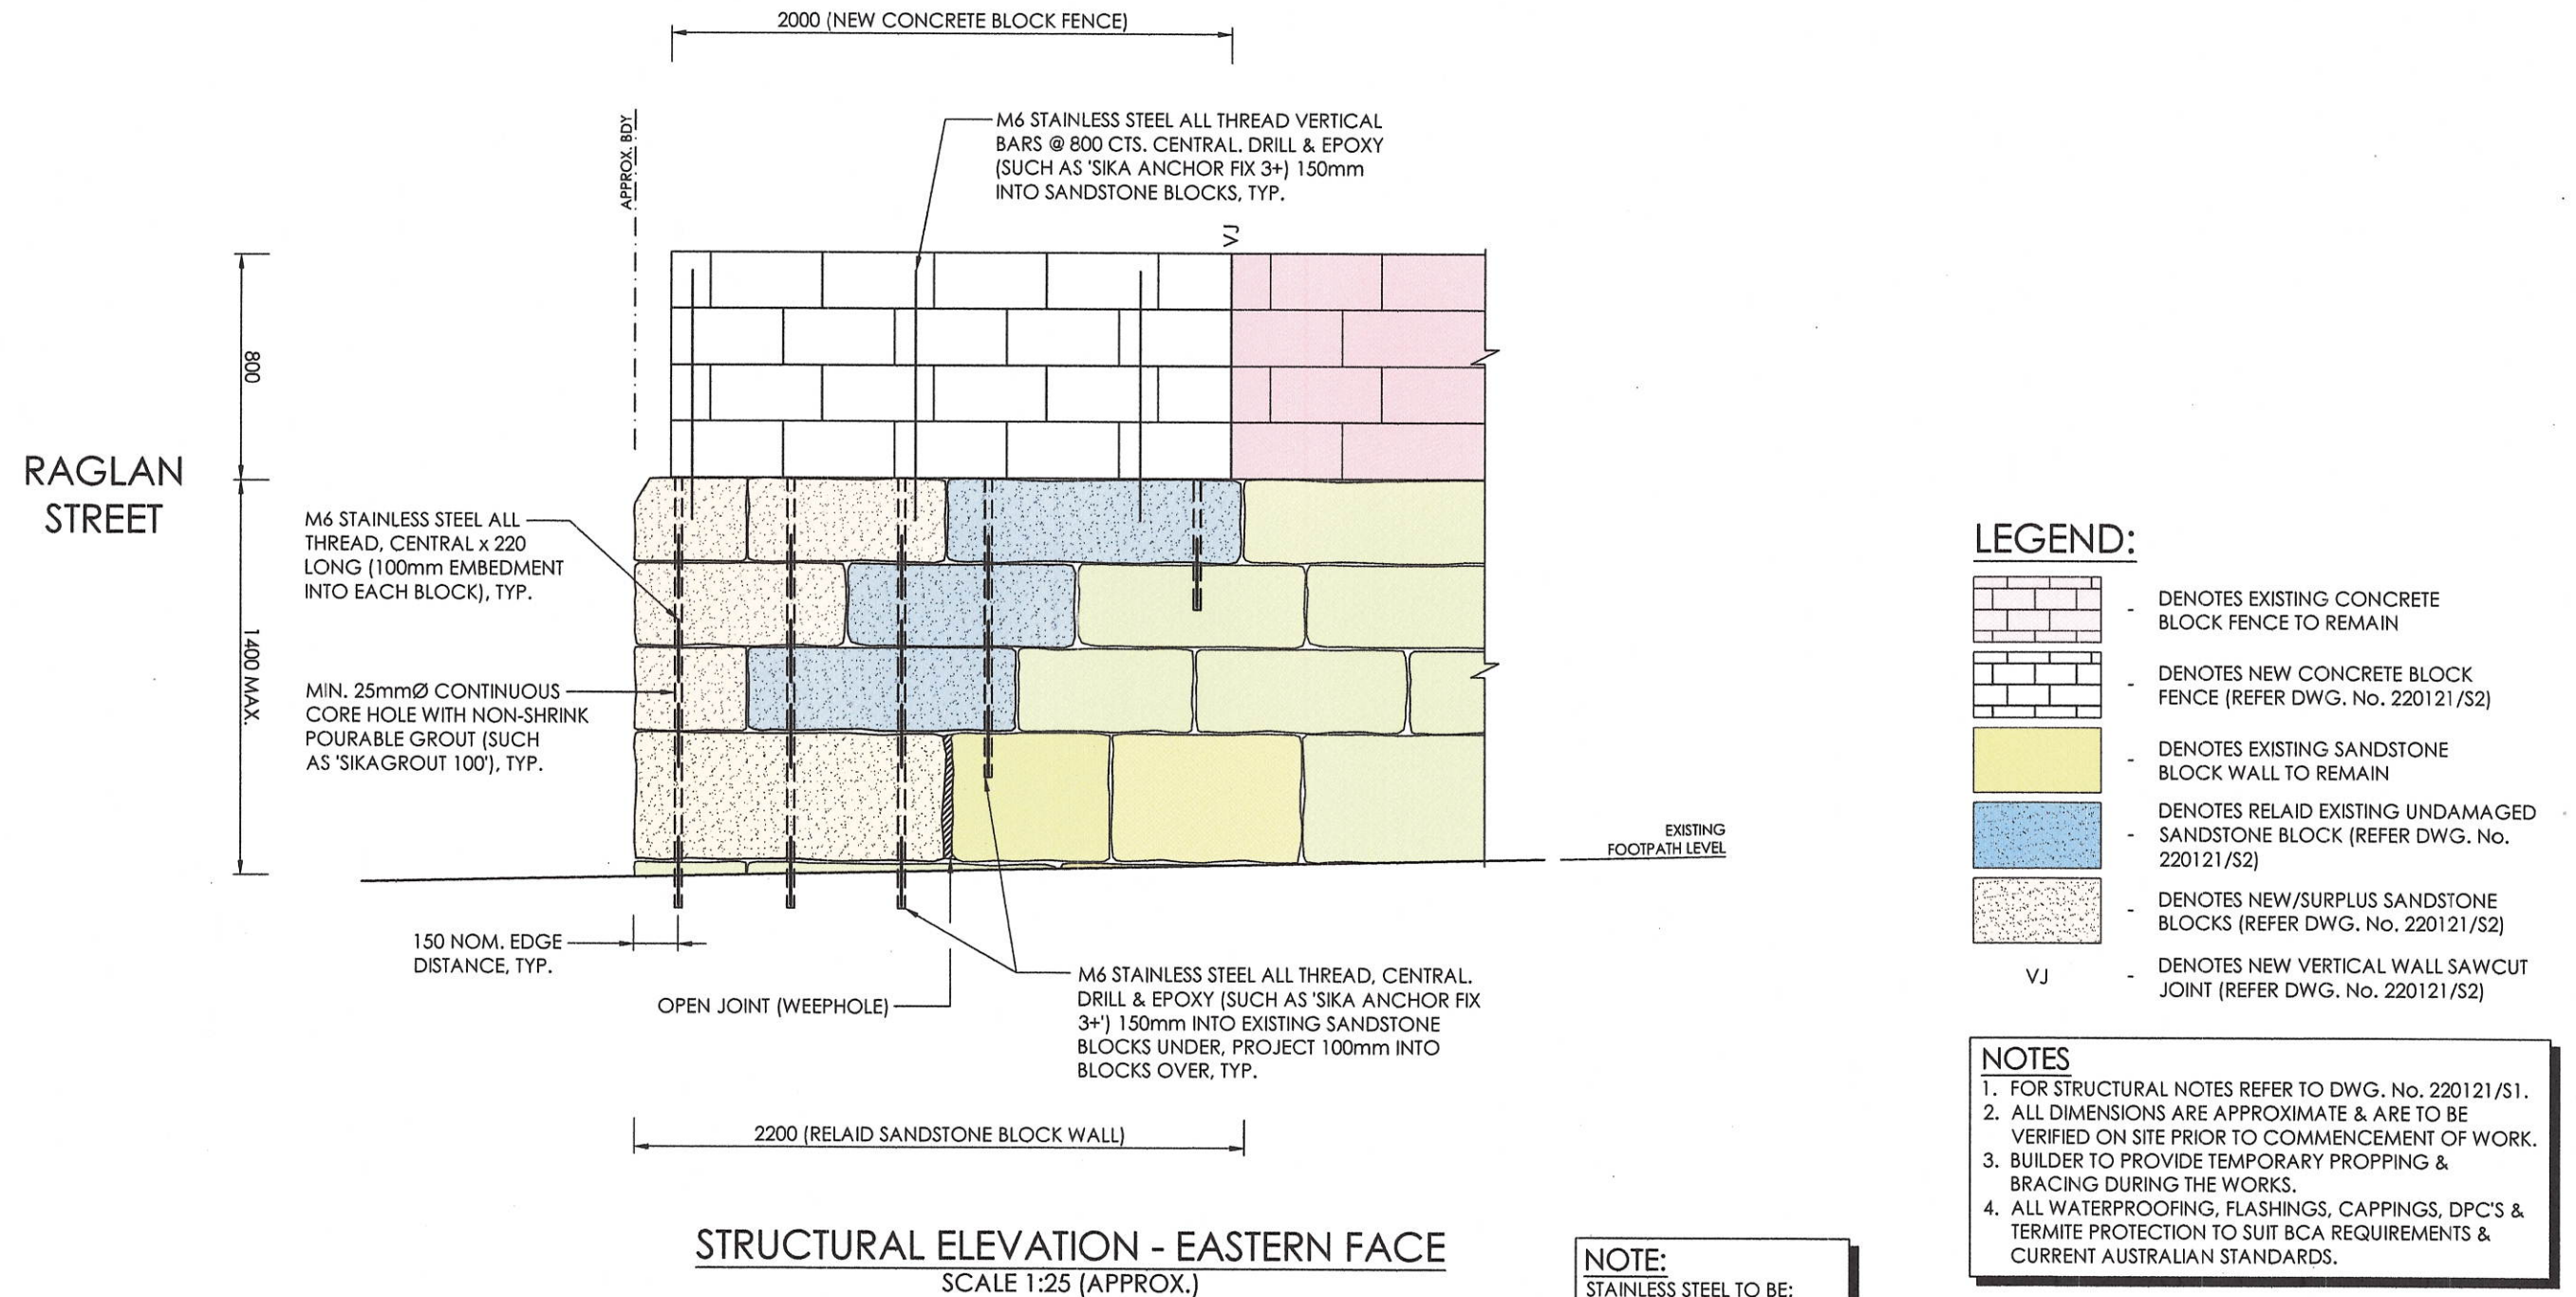 2000 (NEW CONCRETE BLOCK FENCE)
APPROX. BDY
M6 STAINLESS STEEL ALL THREAD VERTICAL
BARS @ 800 CTS. CENTRAL. DRILL & EPOXY
(SUCH AS 'SIKA ANCHOR FIX 3+) 150mm
INTO SANDSTONE BLOCKS, TYP.
VJ
800
RAGLAN
STREET
1400 MAX.
M6 STAINLESS STEEL ALL
THREAD, CENTRAL x 220
LONG (100mm EMBEDMENT
INTO EACH BLOCK), TYP.
MIN. 25mmØ CONTINUOUS
CORE HOLE WITH NON-SHRINK
POURABLE GROUT (SUCH
AS 'SIKAGROUT 100'), TYP.
EXISTING
FOOTPATH LEVEL
150 NOM. EDGE
DISTANCE, TYP.
OPEN JOINT (WEEPHOLE)
M6 STAINLESS STEEL ALL THREAD, CENTRAL.
DRILL & EPOXY (SUCH AS 'SIKA ANCHOR FIX
3+') 150mm INTO EXISTING SANDSTONE
BLOCKS UNDER, PROJECT 100mm INTO
BLOCKS OVER, TYP.
2200 (RELAID SANDSTONE BLOCK WALL)
STRUCTURAL ELEVATION - EASTERN FACE
SCALE 1:25 (APPROX.)
LEGEND:
- DENOTES EXISTING CONCRETE
BLOCK FENCE TO REMAIN
- DENOTES NEW CONCRETE BLOCK
FENCE (REFER DWG. No. 220121/S2)
- DENOTES EXISTING SANDSTONE
BLOCK WALL TO REMAIN
- DENOTES RELAID EXISTING UNDAMAGED
SANDSTONE BLOCK (REFER DWG. No.
220121/S2)
- DENOTES NEW/SURPLUS SANDSTONE
BLOCKS (REFER DWG. No. 220121/S2)
VJ - DENOTES NEW VERTICAL WALL SAWCUT
JOINT (REFER DWG. No. 220121/S2)
NOTES
1. FOR STRUCTURAL NOTES REFER TO DWG. No. 220121/S1.
2. ALL DIMENSIONS ARE APPROXIMATE & ARE TO BE
VERIFIED ON SITE PRIOR TO COMMENCEMENT OF WORK.
3. BUILDER TO PROVIDE TEMPORARY PROPPING &
BRACING DURING THE WORKS.
4. ALL WATERPROOFING, FLASHINGS, CAPPINGS, DPC'S &
TERMITE PROTECTION TO SUIT BCA REQUIREMENTS &
CURRENT AUSTRALIAN STANDARDS.
NOTE:
STAINLESS STEEL TO BE: